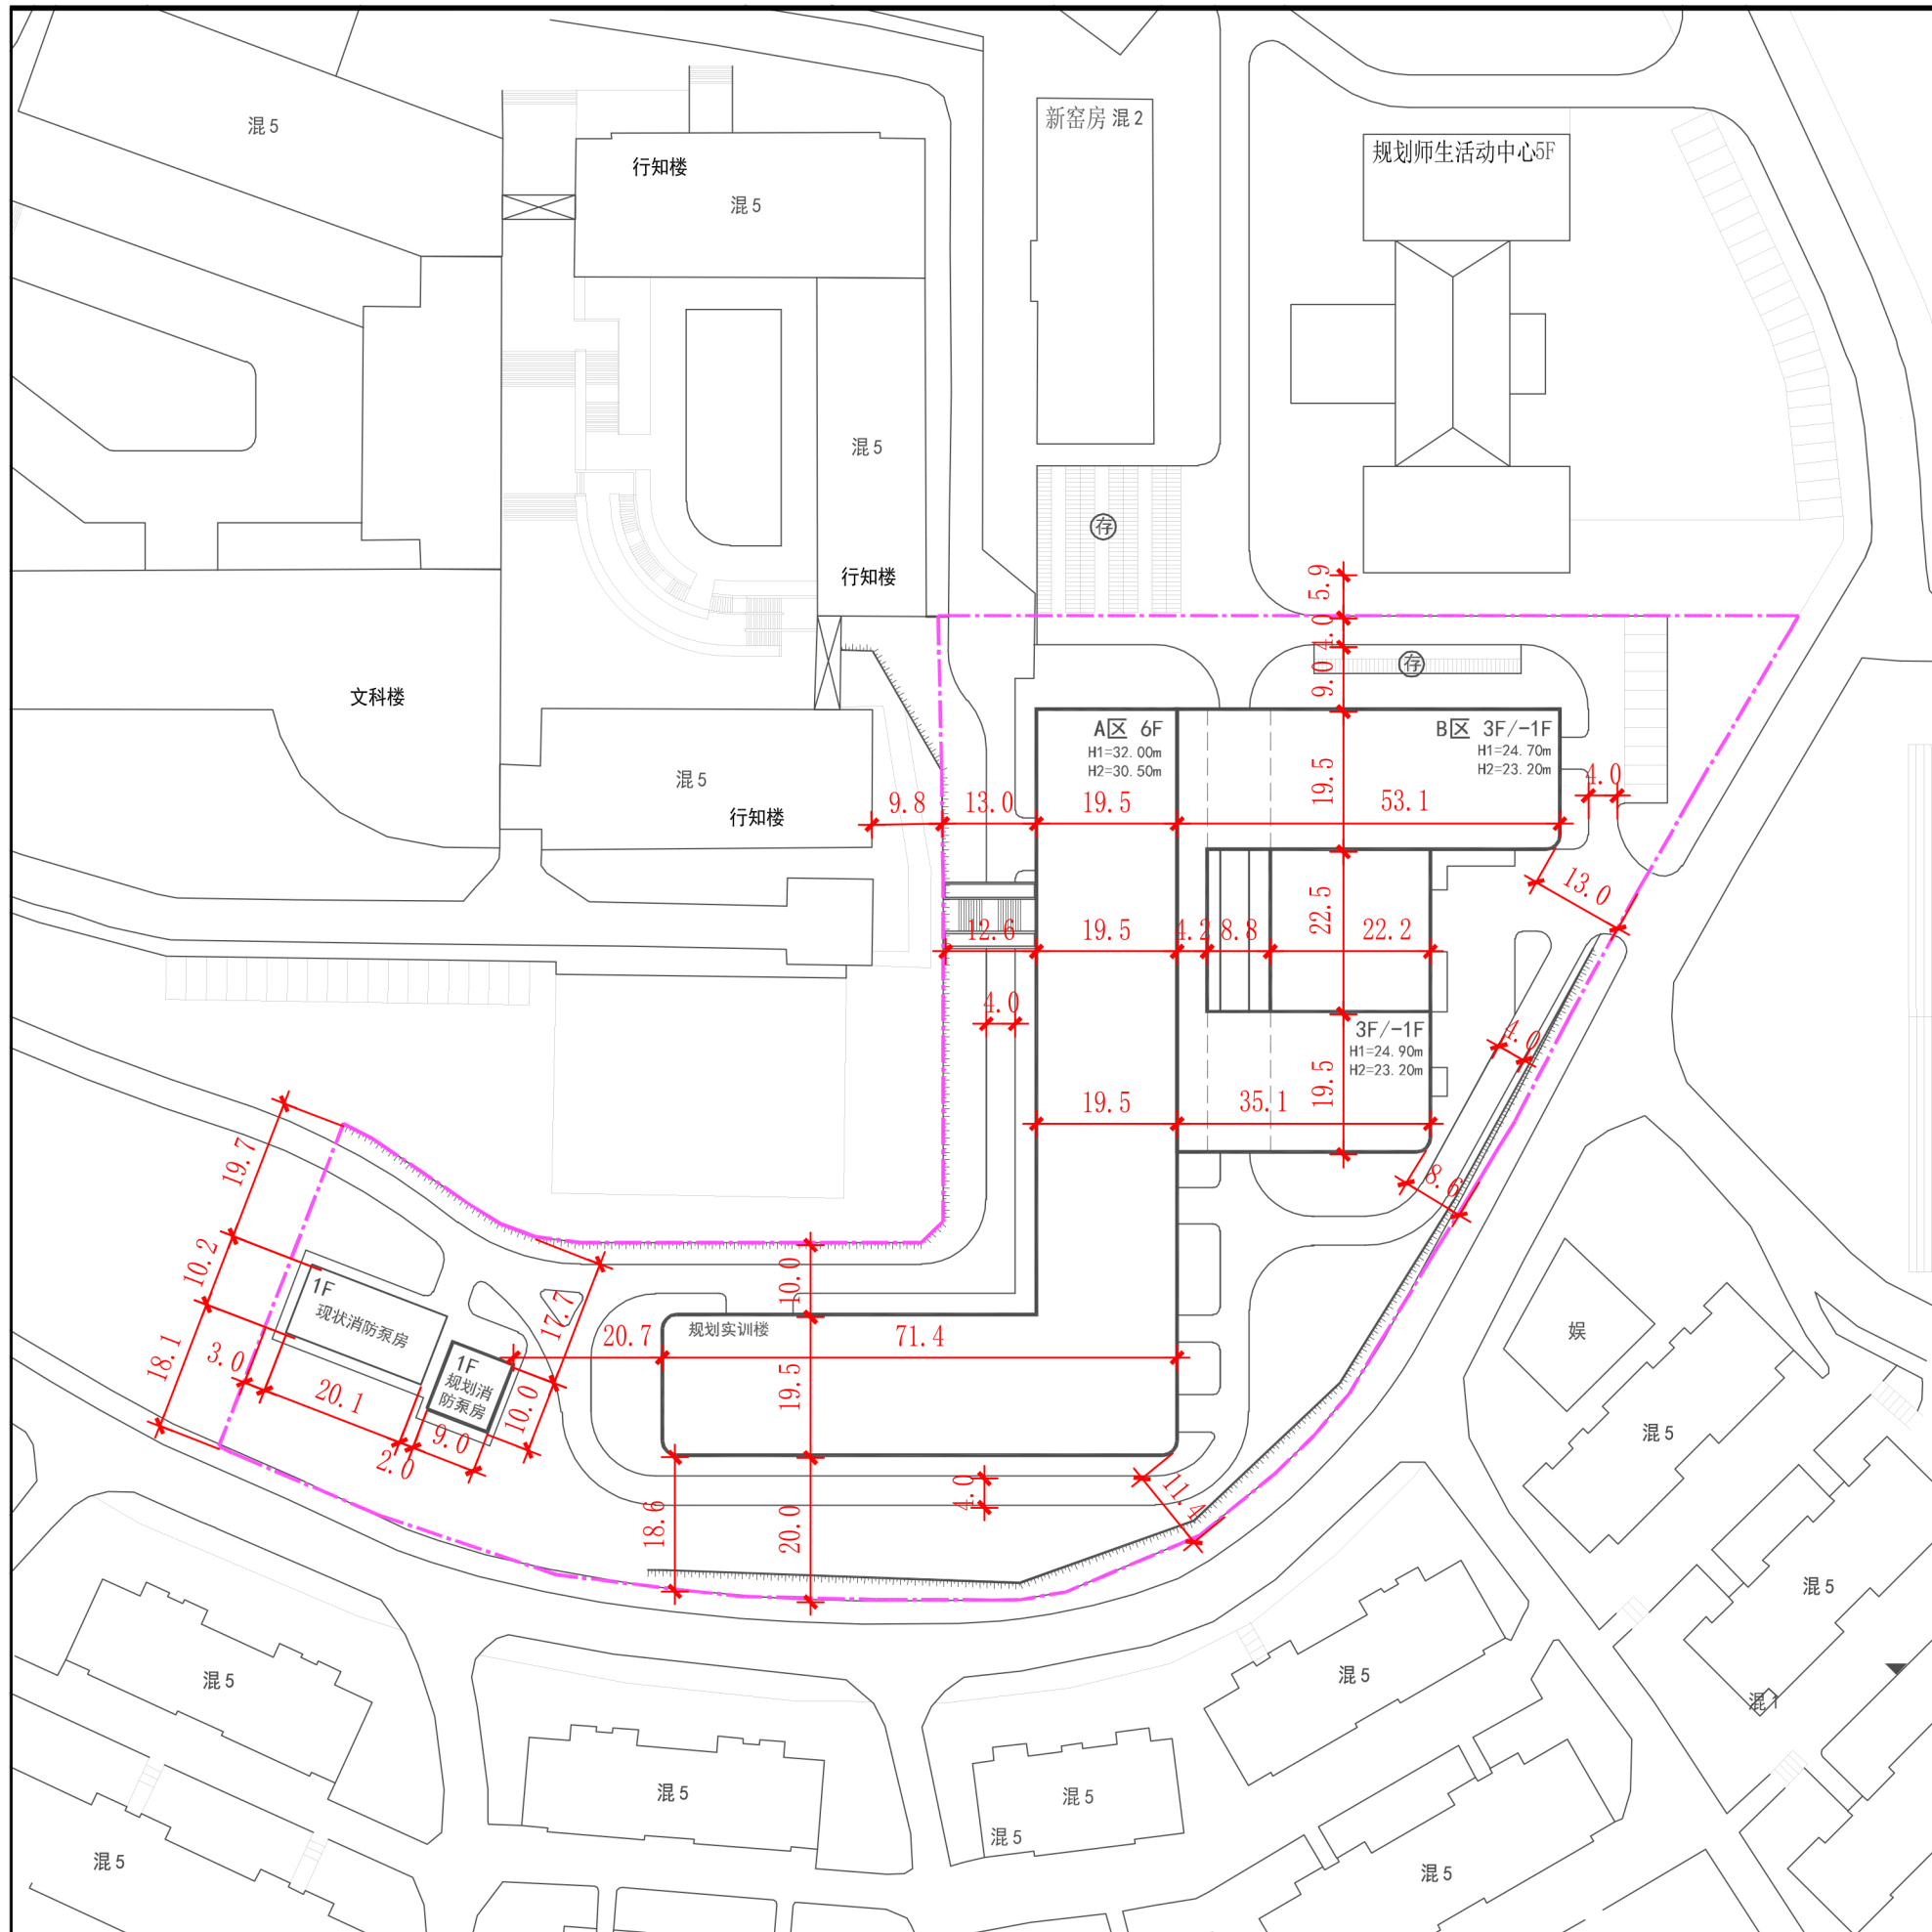 混 5
行知楼
混 5
新窑房 混 2
规划师生活动中心5F
混 5
存
行知楼
5.9
4.0
9.0
存
文科楼
A区 6F
H1=32.00m
H2=30.50m
B区 3F/-1F
H1=24.70m
H2=23.20m
混 5
行知楼
9.8
13.0
19.5
19.5
53.1
4.0
13.0
12.6
19.5
4.2
8.8
22.5
22.2
4.0
3F/-1F
H1=24.90m
H2=23.20m
4.0
19.5
35.1
19.5
8.6
19.7
10.2
18.1
3.0
1F
现状消防泵房
20.1
2.0
1F
规划消
防泵房
9.0
10.0
17.7
20.7
10.0
规划实训楼
71.4
19.5
18.6
20.0
4.0
11.4
娱
混 5
混 5
混 1
混 5
混 5
混 5
混 5
混 5
混 5
混 5